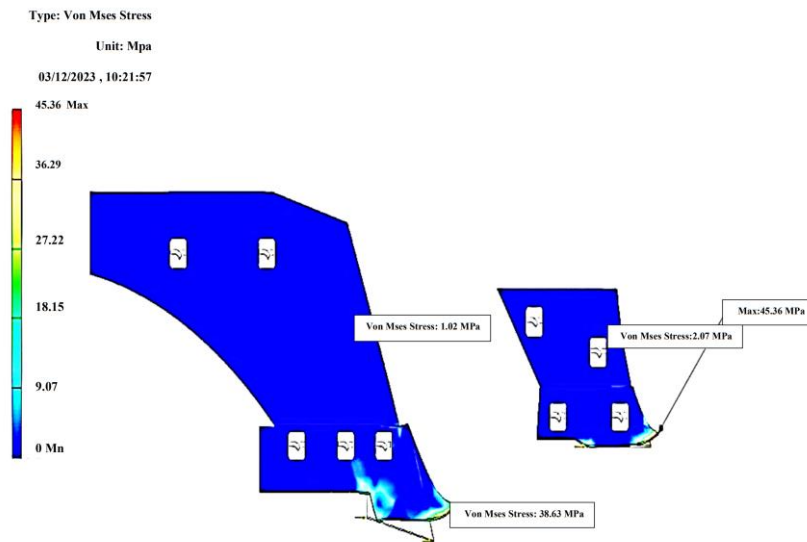 Type: Von Mses Stress
Unit: Mpa
03/12/2023 , 10:21:57
45.36 Max
36.29
27.22
18.15
9.07
0 Mn
Von Mses Stress: 1.02 MPa
Von Mses Stress:2.07 MPa
Max:45.36 MPa
Von Mses Stress: 38.63 MPa